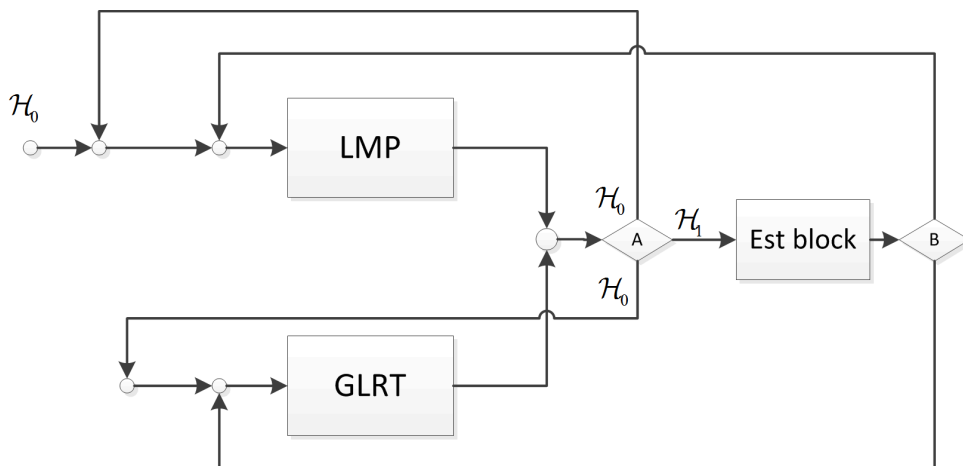 ℋ₀
LMP
ℋ₀
A
ℋ₁
Est block
B
ℋ₀
GLRT